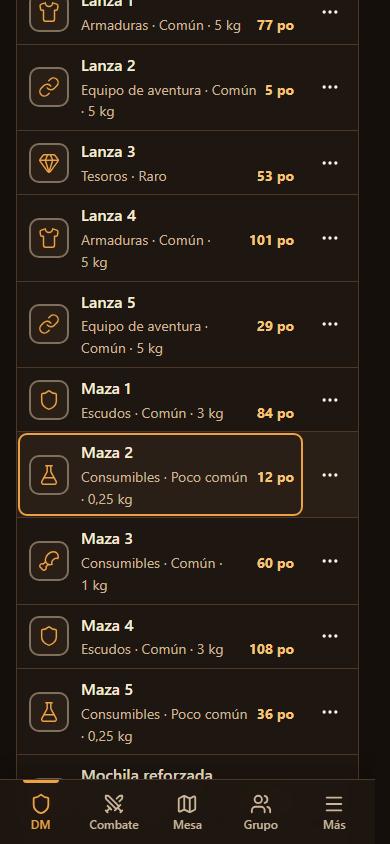 Lanza 1
Armaduras · Común · 5 kg 77 po
Lanza 2
Equipo de aventura · Común 5 po
· 5 kg
Lanza 3
Tesoros · Raro 53 po
Lanza 4
Armaduras · Común · 101 po
5 kg
Lanza 5
Equipo de aventura · 29 po
Común · 5 kg
Maza 1
Escudos · Común · 3 kg 84 po
Maza 2
Consumibles · Poco común 12 po
· 0,25 kg
Maza 3
Consumibles · Común · 60 po
1 kg
Maza 4
Escudos · Común · 3 kg 108 po
Maza 5
Consumibles · Poco común 36 po
· 0,25 kg
Mochila reforzada
DM Combate Mesa Grupo Más